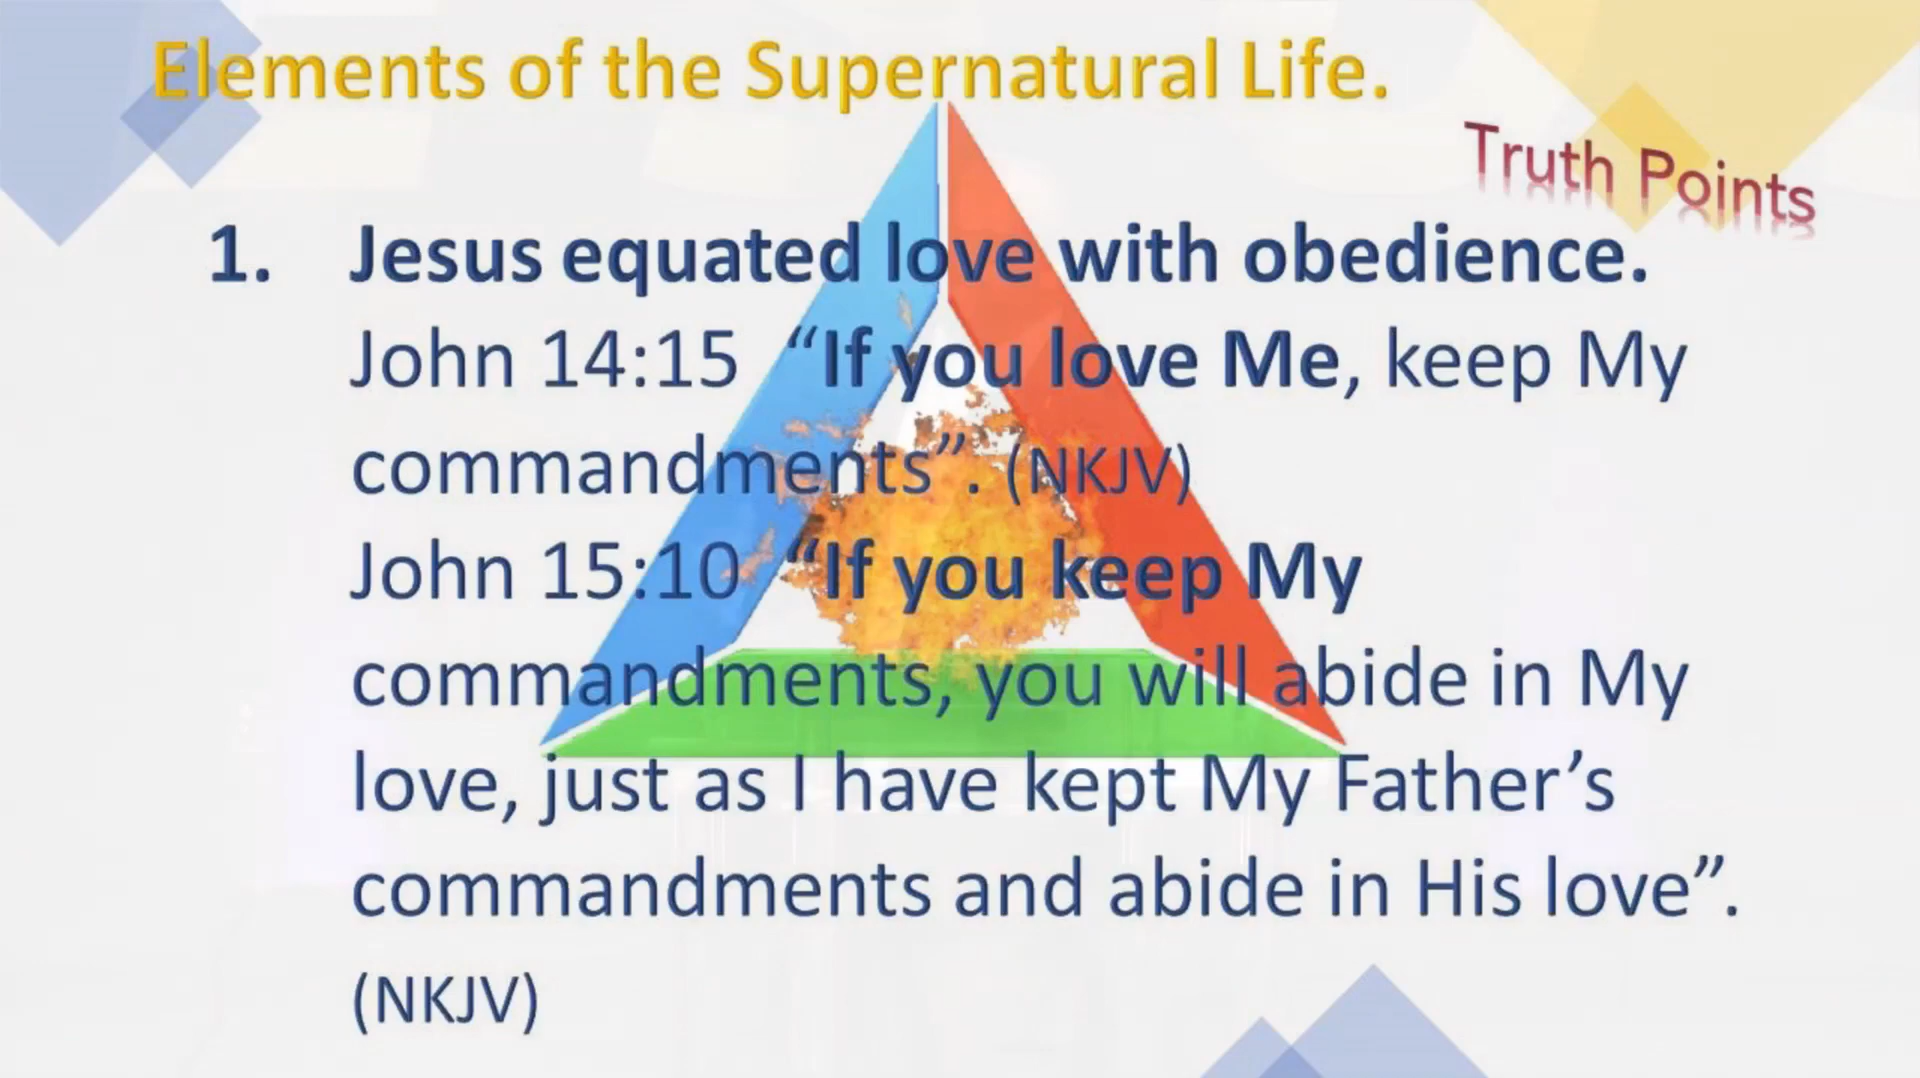 Elements of the Supernatural Life.
Truth Points
1. Jesus equated love with obedience.
John 14:15 “If you love Me, keep My
commandments”. (NKJV)
John 15:10 “If you keep My
commandments, you will abide in My
love, just as I have kept My Father’s
commandments and abide in His love”.
(NKJV)